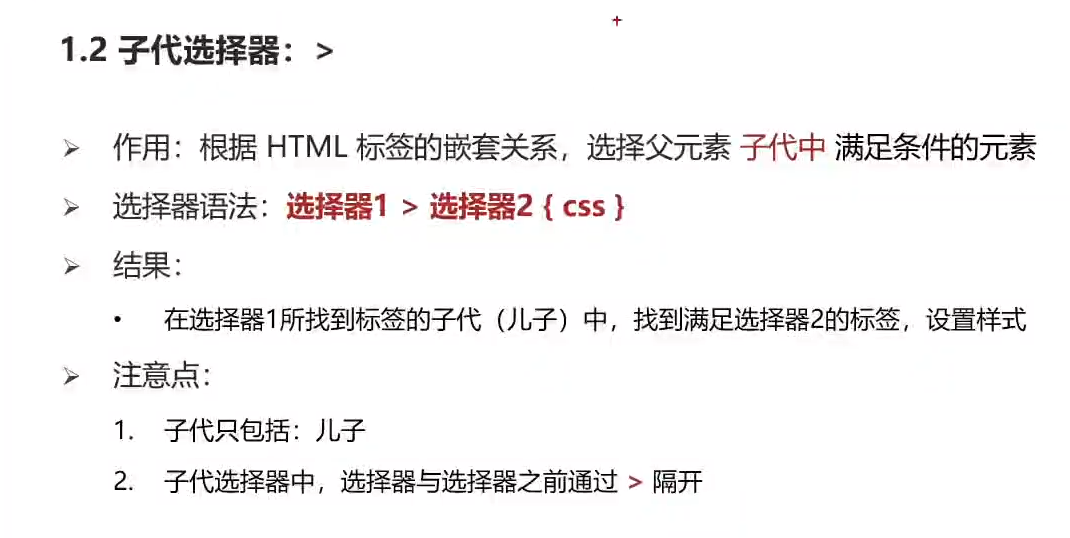 1.2 子代选择器：>
➢ 作用：根据 HTML 标签的嵌套关系，选择父元素 子代中 满足条件的元素
➢ 选择器语法：选择器1 > 选择器2 { css }
➢ 结果：
• 在选择器1所找到标签的子代（儿子）中，找到满足选择器2的标签，设置样式
➢ 注意点：
1. 子代只包括：儿子
2. 子代选择器中，选择器与选择器之前通过 > 隔开